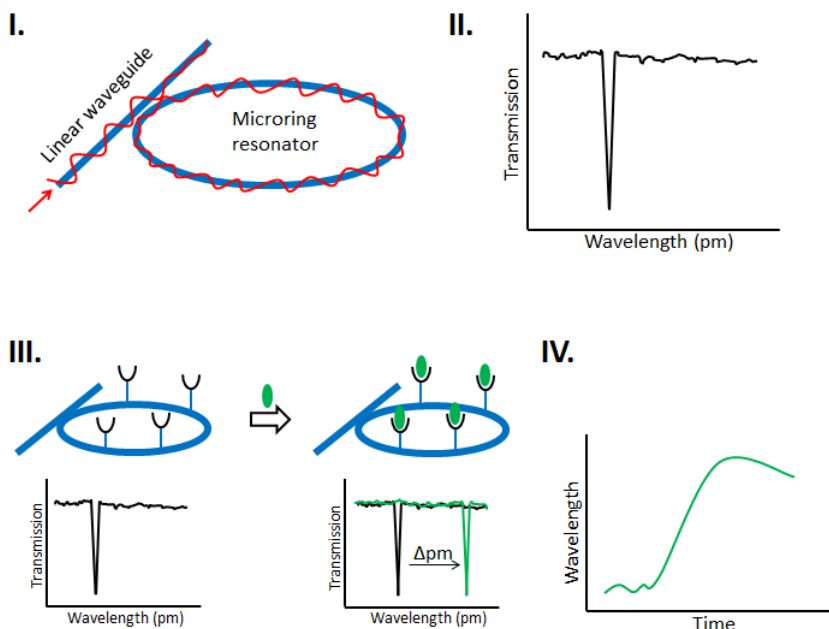 I.
Linear waveguide
Microring
resonator
II.
Transmission
Wavelength (pm)
III.
Transmission
Wavelength (pm)
Transmission
Δpm
Wavelength (pm)
IV.
Wavelength
Time